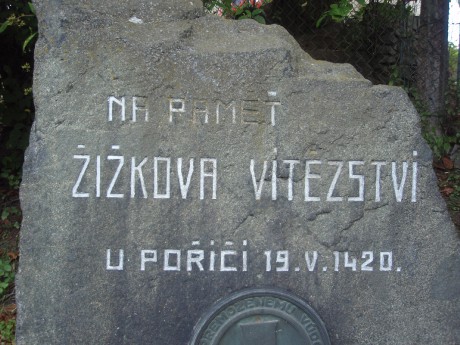 NA PAMĚŤ
ŽIŽKOVA VÍTEZSTVÍ
U POŘÍČÍ 19.V.1420.